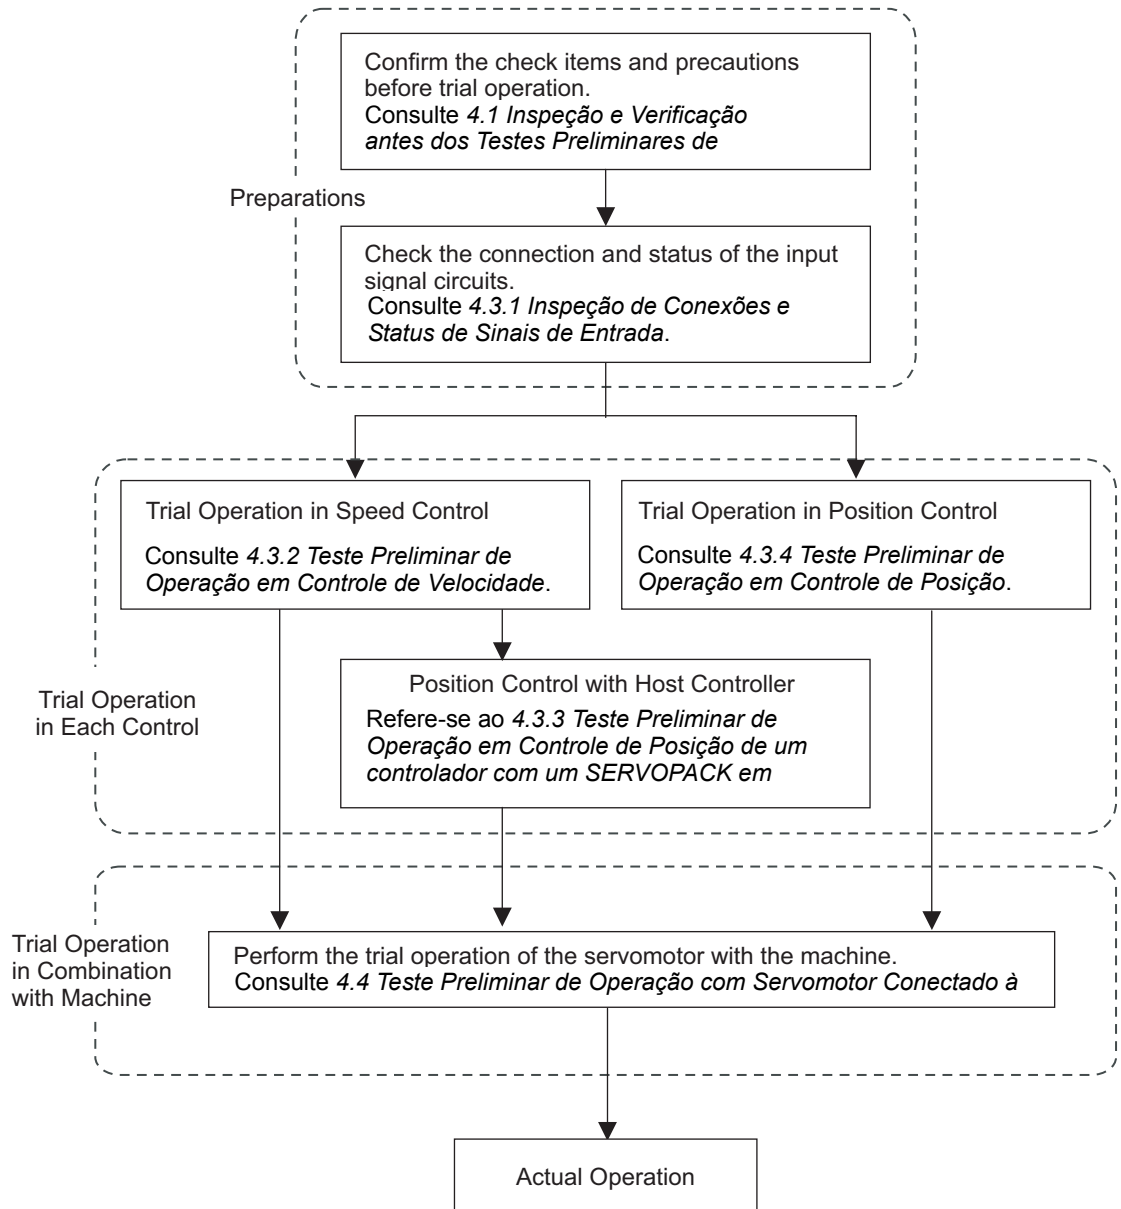 Confirm the check items and precautions
before trial operation.
Consulte 4.1 Inspeção e Verificação
antes dos Testes Preliminares de
Preparations
Check the connection and status of the input
signal circuits.
Consulte 4.3.1 Inspeção de Conexões e
Status de Sinais de Entrada.
Trial Operation in Speed Control
Consulte 4.3.2 Teste Preliminar de
Operação em Controle de Velocidade.
Trial Operation in Position Control
Consulte 4.3.4 Teste Preliminar de
Operação em Controle de Posição.
Trial Operation
in Each Control
Position Control with Host Controller
Refere-se ao 4.3.3 Teste Preliminar de
Operação em Controle de Posição de um
controlador com um SERVOPACK em
Trial Operation
in Combination
with Machine
Perform the trial operation of the servomotor with the machine.
Consulte 4.4 Teste Preliminar de Operação com Servomotor Conectado à
Actual Operation